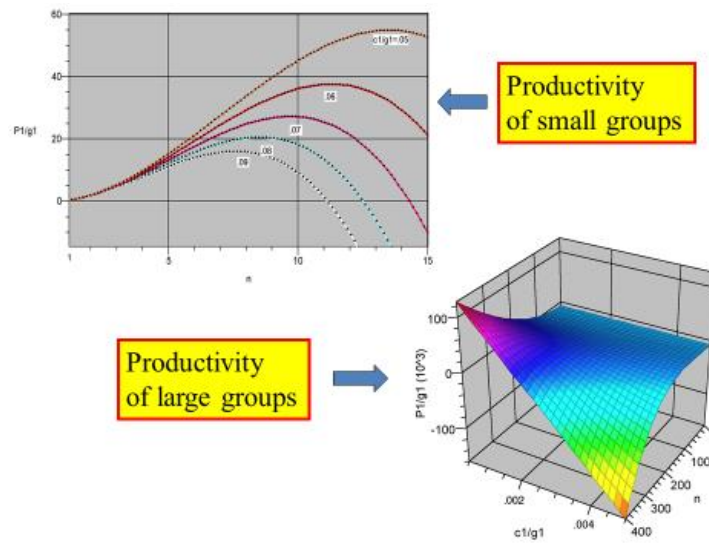 60
c1/g1=.05
40
.06
P1/g1
20
.07
.08
.09
0
1
5
10
15
n
Productivity
of small groups
Productivity
of large groups
P1/g1 (10^3)
100
0
-100
.002
.004
c1/g1
100
200
300
400
n